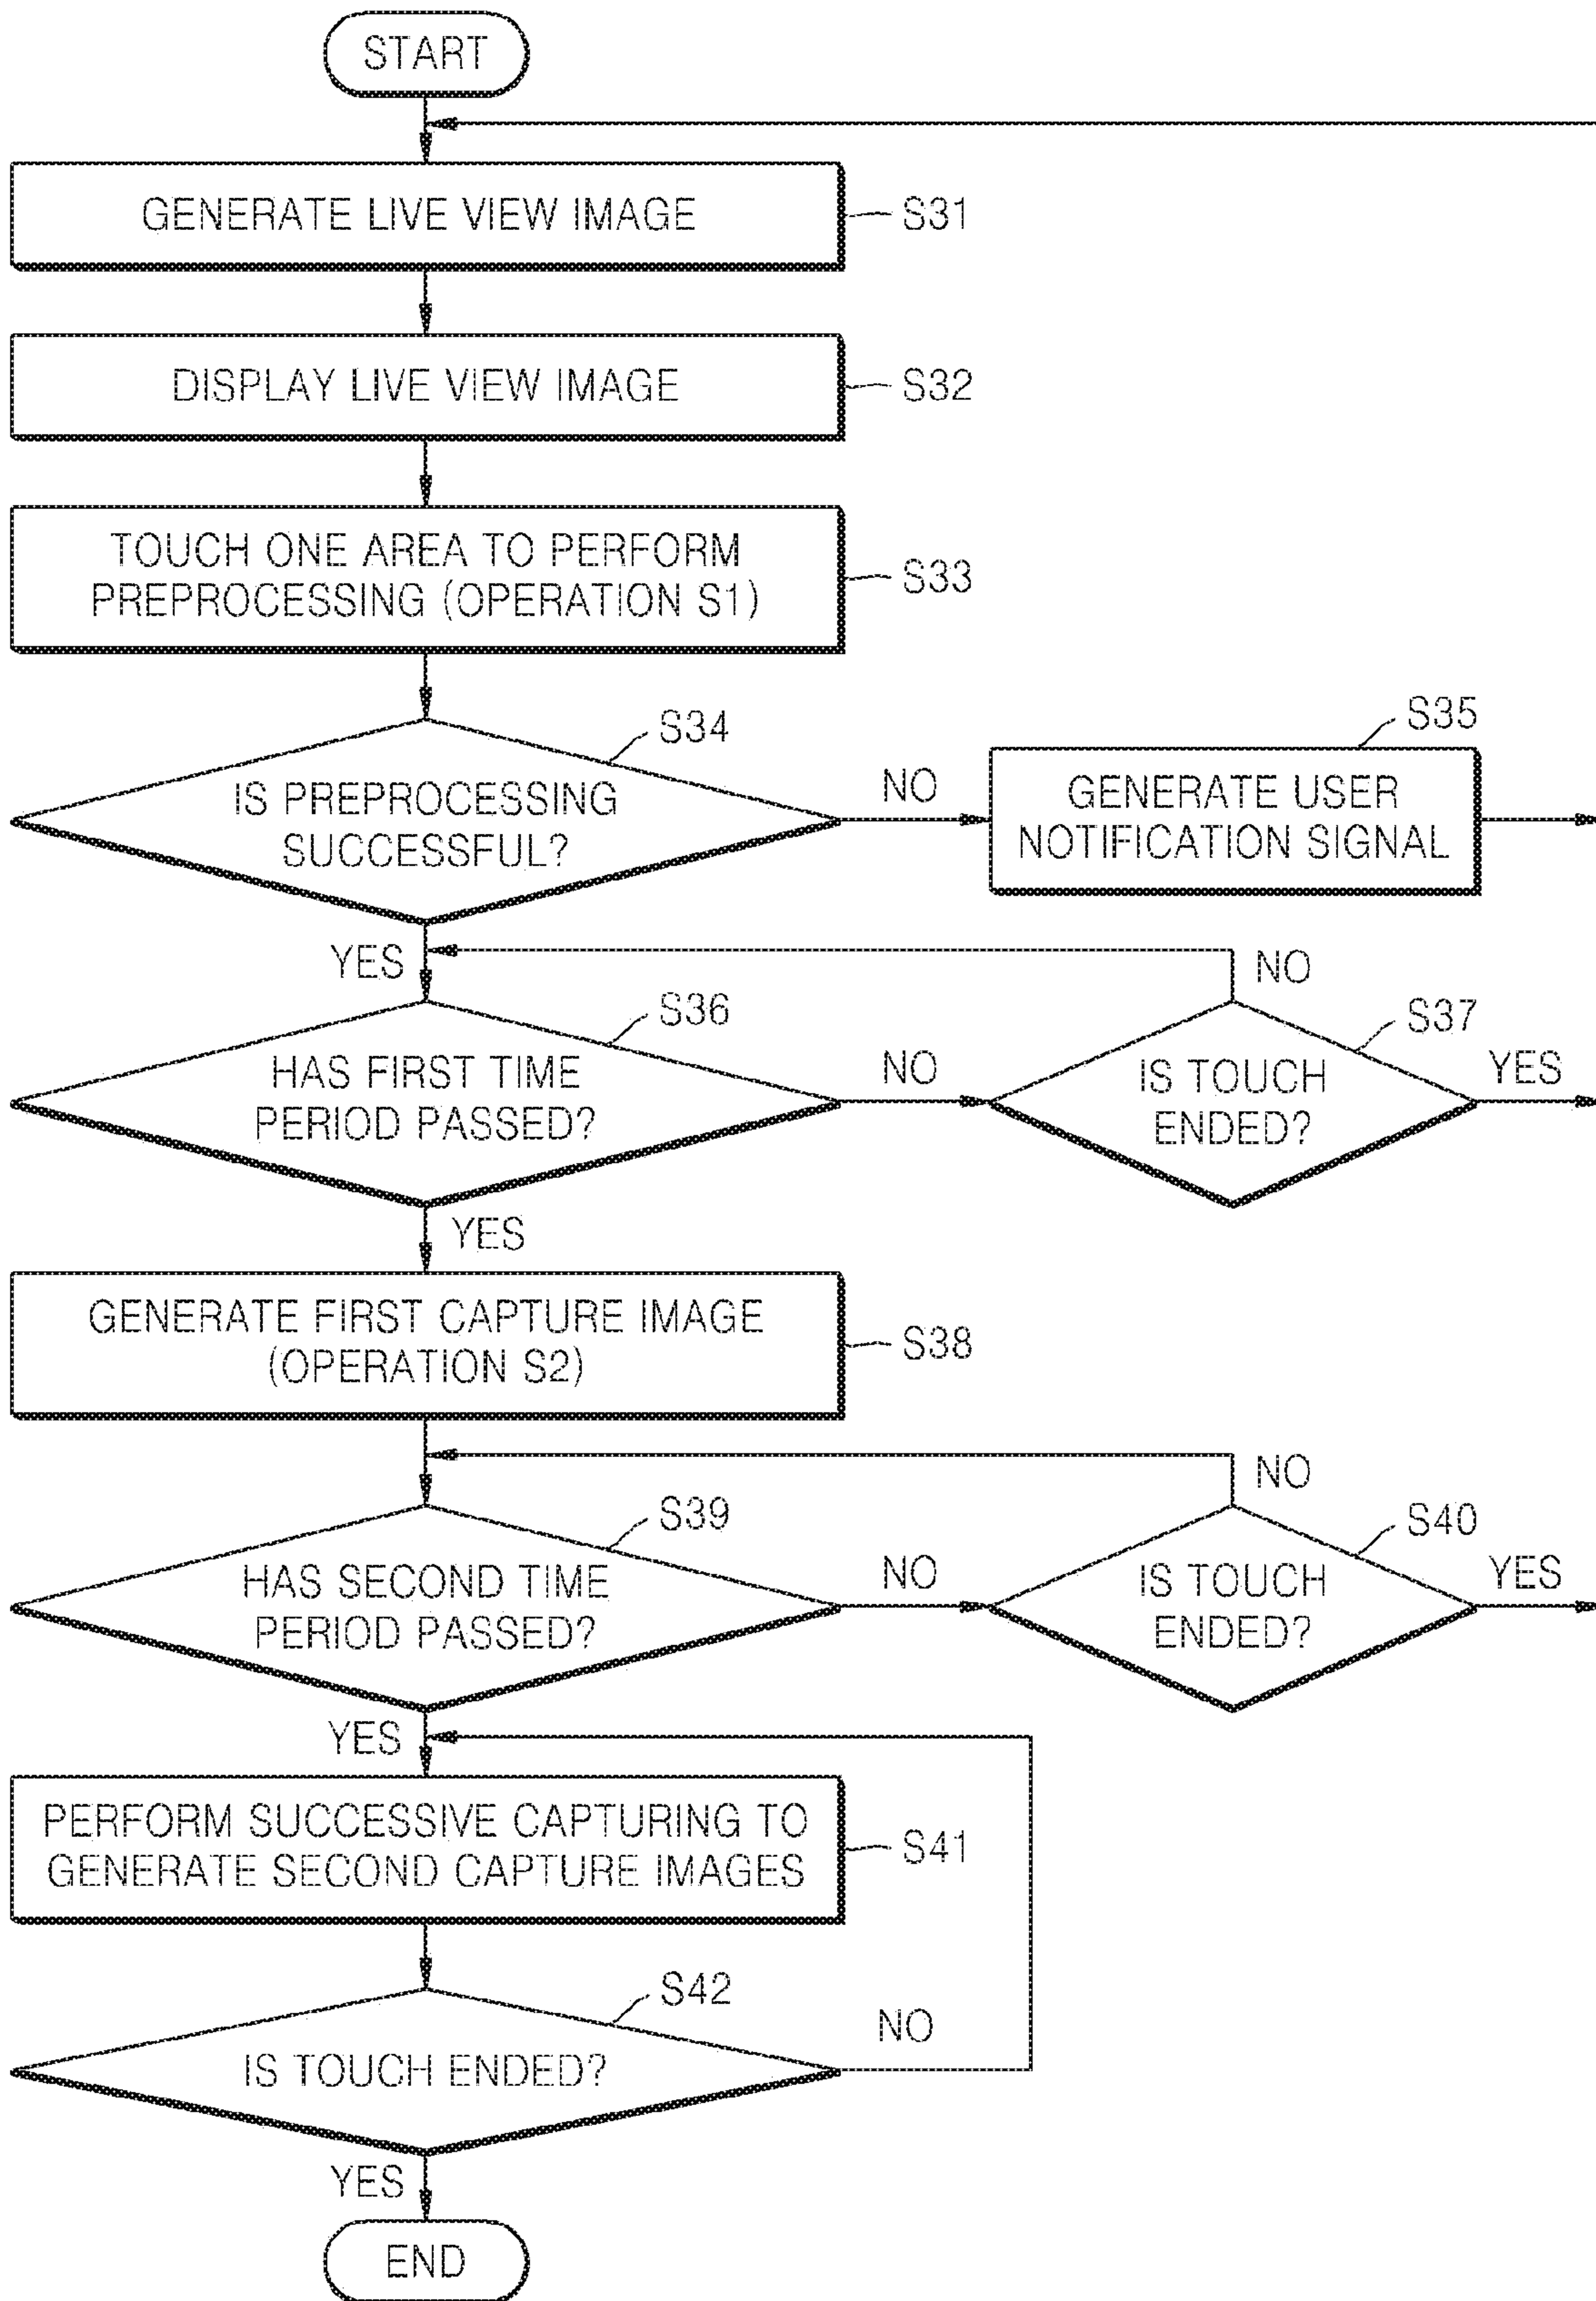 START
GENERATE LIVE VIEW IMAGE
S31
DISPLAY LIVE VIEW IMAGE
S32
TOUCH ONE AREA TO PERFORM
PREPROCESSING (OPERATION S1)
S33
S34
IS PREPROCESSING
SUCCESSFUL?
NO
S35
GENERATE USER
NOTIFICATION SIGNAL
YES
NO
S36
HAS FIRST TIME
PERIOD PASSED?
NO
S37
IS TOUCH
ENDED?
YES
YES
GENERATE FIRST CAPTURE IMAGE
(OPERATION S2)
S38
NO
S39
HAS SECOND TIME
PERIOD PASSED?
NO
S40
IS TOUCH
ENDED?
YES
YES
PERFORM SUCCESSIVE CAPTURING TO
GENERATE SECOND CAPTURE IMAGES
S41
S42
IS TOUCH ENDED?
NO
YES
END